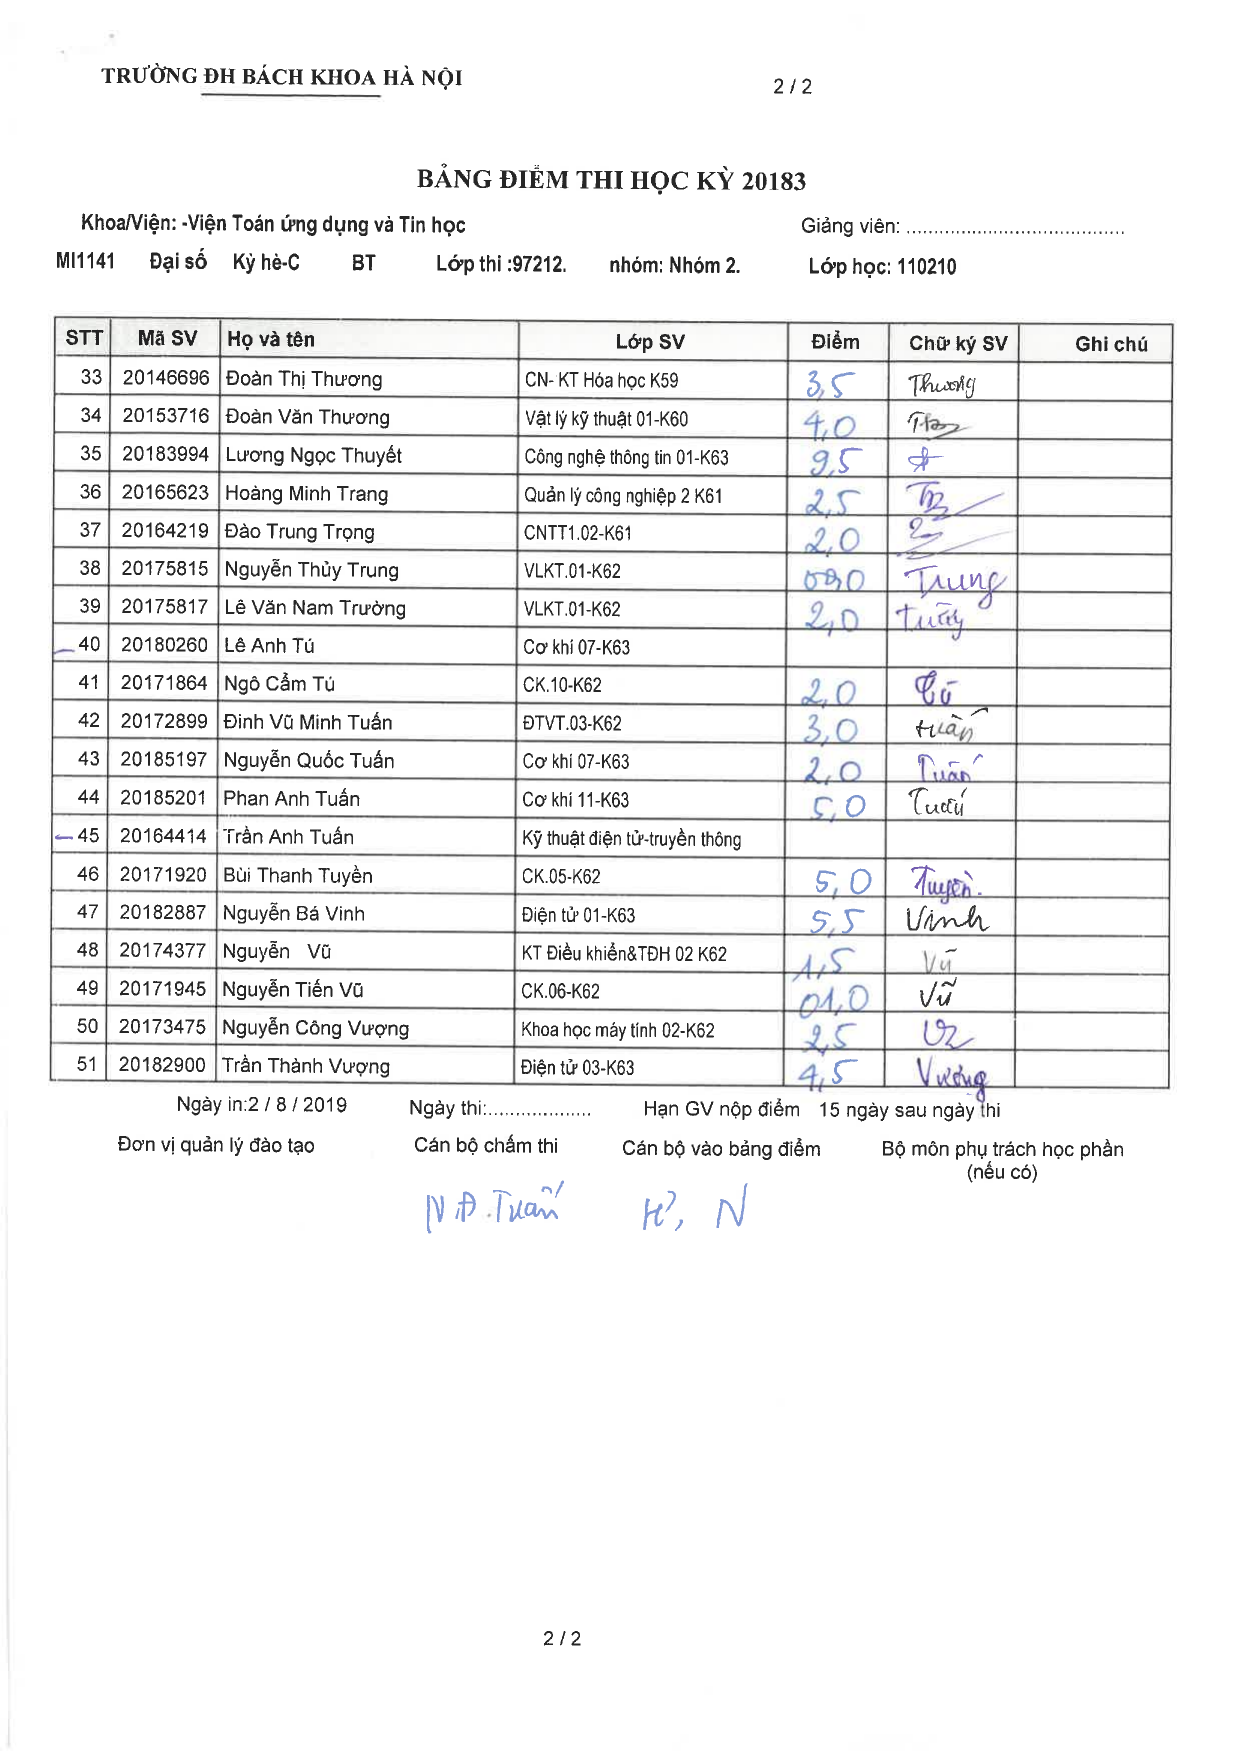 TRƯỜNG ĐH BÁCH KHOA HÀ NỘI
2 / 2
BẢNG ĐIỂM THI HỌC KỲ 20183
Khoa/Viện: -Viện Toán ứng dụng và Tin học Giảng viên: ........................................
MI1141 Đại số Kỳ hè-C BT Lớp thi :97212. nhóm: Nhóm 2. Lớp học: 110210
STT Mã SV Họ và tên Lớp SV Điểm Chữ ký SV Ghi chú
33 20146696 Đoàn Thị Thương CN- KT Hóa học K59 3,5 Thương
34 20153716 Đoàn Văn Thương Vật lý kỹ thuật 01-K60 4,0
35 20183994 Lương Ngọc Thuyết Công nghệ thông tin 01-K63 9,5
36 20165623 Hoàng Minh Trang Quản lý công nghiệp 2 K61 2,5
37 20164219 Đào Trung Trọng CNTT1.02-K61 2,0
38 20175815 Nguyễn Thủy Trung VLKT.01-K62 Trung
39 20175817 Lê Văn Nam Trường VLKT.01-K62 2,0
40 20180260 Lê Anh Tú Cơ khí 07-K63
41 20171864 Ngô Cẩm Tú CK.10-K62 2,0 Tú
42 20172899 Đinh Vũ Minh Tuấn ĐTVT.03-K62 3,0 tuấn
43 20185197 Nguyễn Quốc Tuấn Cơ khí 07-K63 2,0 Tuấn
44 20185201 Phan Anh Tuấn Cơ khí 11-K63 5,0 Tuấn
45 20164414 Trần Anh Tuấn Kỹ thuật điện tử-truyền thông
46 20171920 Bùi Thanh Tuyền CK.05-K62 5,0 Tuyền.
47 20182887 Nguyễn Bá Vinh Điện tử 01-K63 5,5 Vinh
48 20174377 Nguyễn Vũ KT Điều khiển&TĐH 02 K62 1,5 Vũ
49 20171945 Nguyễn Tiến Vũ CK.06-K62 01,0 Vũ
50 20173475 Nguyễn Công Vượng Khoa học máy tính 02-K62 2,5
51 20182900 Trần Thành Vượng Điện tử 03-K63 4,5 Vượng
Ngày in:2 / 8 / 2019 Ngày thi:................... Hạn GV nộp điểm 15 ngày sau ngày thi
Đơn vị quản lý đào tạo Cán bộ chấm thi Cán bộ vào bảng điểm Bộ môn phụ trách học phần
(nếu có)
N.Đ.Tuấn
2 / 2